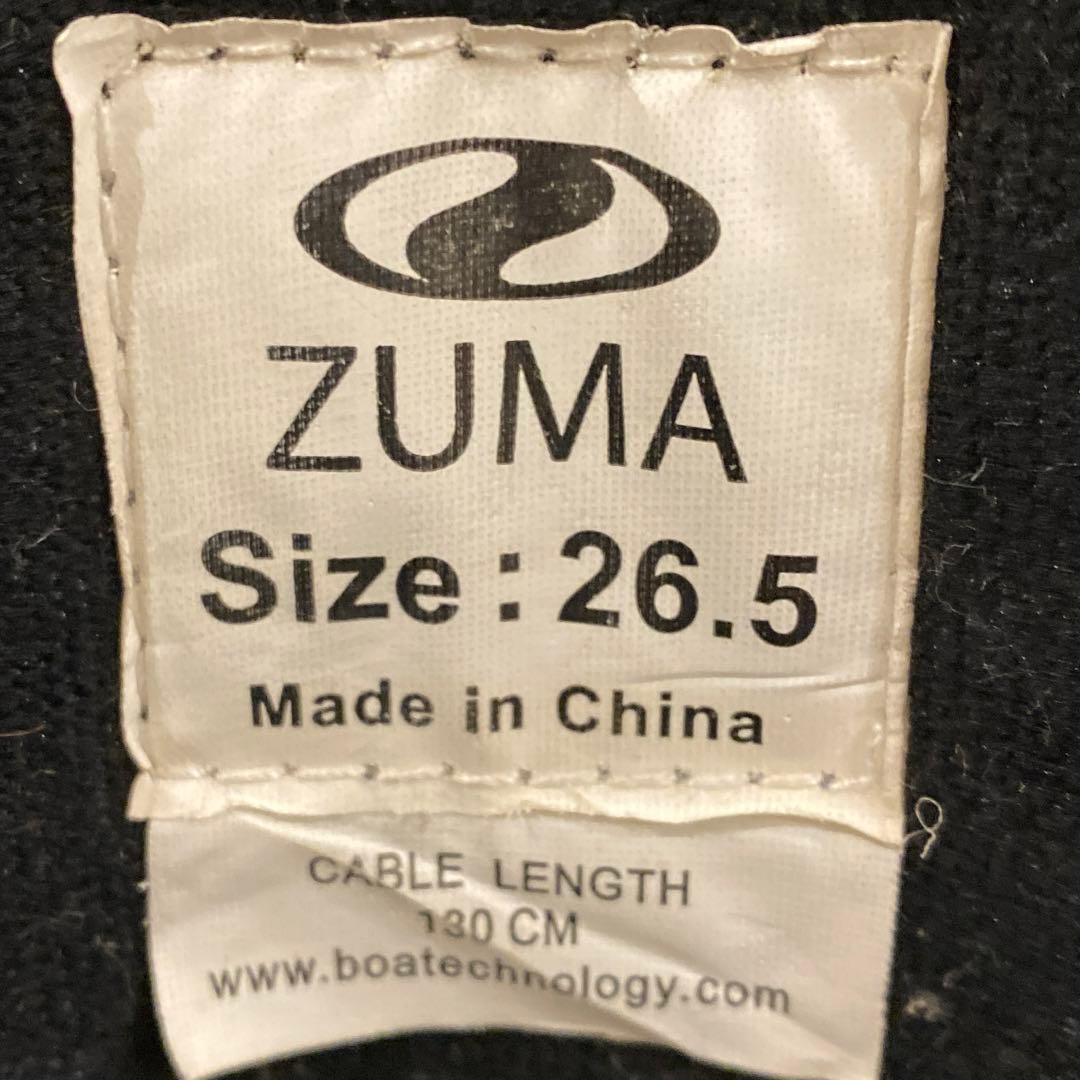 ZUMA
Size : 26.5
Made in China
CABLE LENGTH
130 CM
www.boatechnology.com